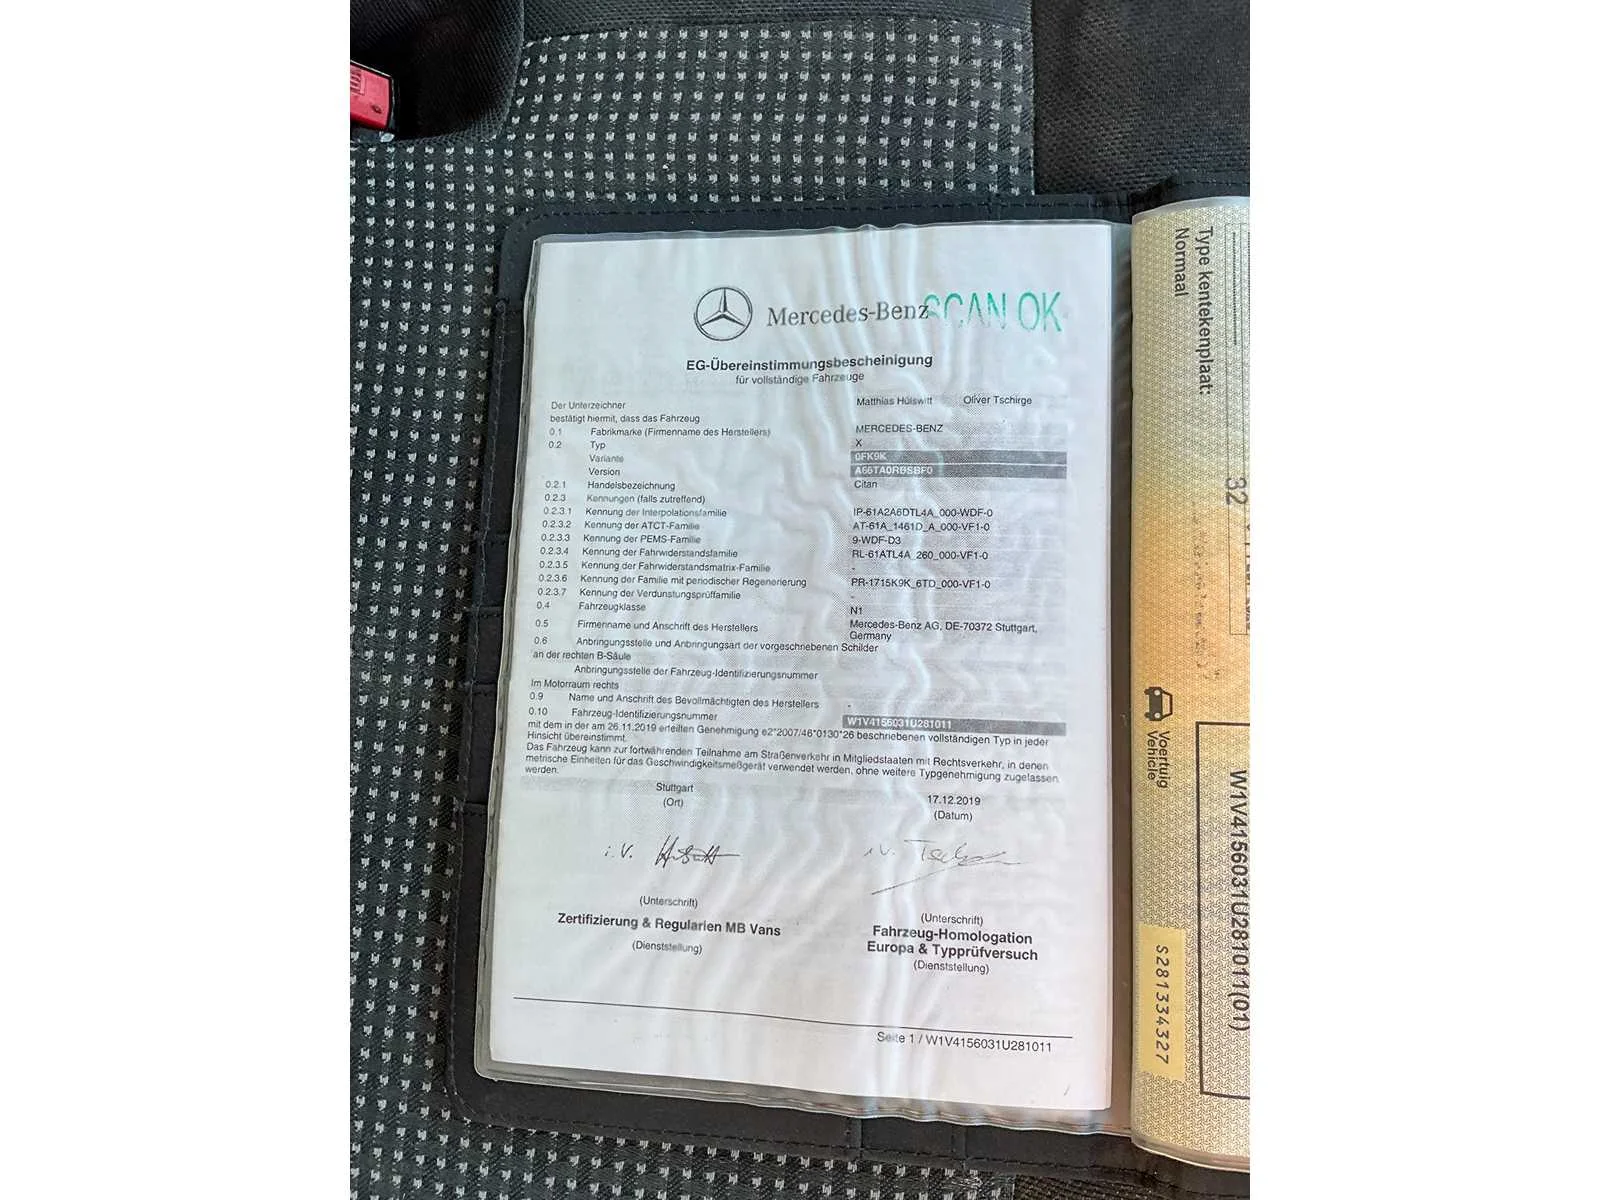 Mercedes-Benz
SCAN OK
EG-Übereinstimmungsbescheinigung
für vollständige Fahrzeuge
Der Unterzeichner Matthias Hülswitt Oliver Tschirge
bestätigt hiermit, dass das Fahrzeug
0.1 Fabrikmarke (Firmenname des Herstellers) MERCEDES-BENZ
0.2 Typ X
Variante 0FK9K
Version A66TA0RBSBF0
0.2.1 Handelsbezeichnung Citan
0.2.3 Kennungen (falls zutreffend)
0.2.3.1 Kennung der Interpolationsfamilie IP-61A2A6DTL4A_000-WDF-0
0.2.3.2 Kennung der ATCT-Familie AT-61A_1461D_A_000-VF1-0
0.2.3.3 Kennung der PEMS-Familie 9-WDF-D3
0.2.3.4 Kennung der Fahrwiderstandsfamilie RL-61ATL4A_260_000-VF1-0
0.2.3.5 Kennung der Fahrwiderstandsmatrix-Familie -
0.2.3.6 Kennung der Familie mit periodischer Regenerierung PR-1715K9K_6TD_000-VF1-0
0.2.3.7 Kennung der Verdunstungsprüffamilie -
0.4 Fahrzeugklasse N1
0.5 Firmenname und Anschrift des Herstellers Mercedes-Benz AG, DE-70372 Stuttgart,
Germany
0.6 Anbringungsstelle und Anbringungsart der vorgeschriebenen Schilder
an der rechten B-Säule
Anbringungsstelle der Fahrzeug-Identifizierungsnummer
Im Motorraum rechts
0.9 Name und Anschrift des Bevollmächtigten des Herstellers -
0.10 Fahrzeug-Identifizierungsnummer W1V4156031U281011
mit dem in der am 26.11.2019 erteilten Genehmigung e2*2007/46*0130*26 beschriebenen vollständigen Typ in jeder
Hinsicht übereinstimmt.
Das Fahrzeug kann zur fortwährenden Teilnahme am Straßenverkehr in Mitgliedstaaten mit Rechtsverkehr, in denen
metrische Einheiten für das Geschwindigkeitsmeßgerät verwendet werden, ohne weitere Typgenehmigung zugelassen
werden.
Stuttgart 17.12.2019
(Ort) (Datum)
i.V. i.V.
(Unterschrift) (Unterschrift)
Zertifizierung & Regularien MB Vans Fahrzeug-Homologation
Europa & Typprüfversuch
(Dienststellung) (Dienststellung)
Seite 1 / W1V4156031U281011
Type kentekenplaat:
Normaal
32
Voertuig
Vehicle
W1V4156031U281011(01)
S281334327